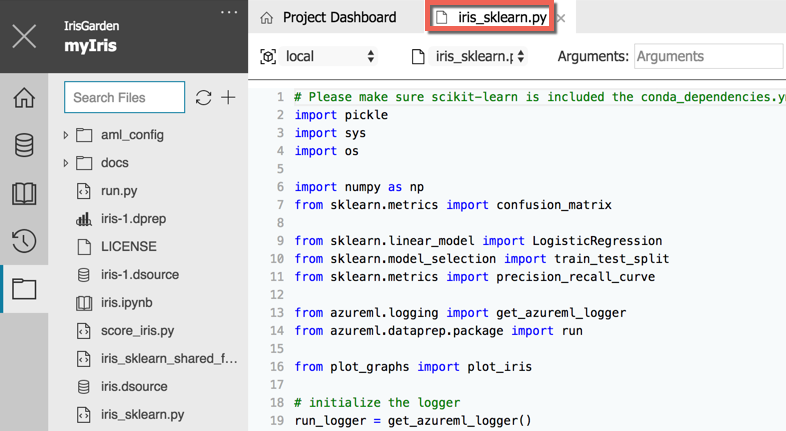 IrisGarden
myIris
...
Project Dashboard
iris_sklearn.py
local
iris_sklearn.p
Arguments:
Arguments
Search Files
aml_config
docs
run.py
iris-1.dprep
LICENSE
iris-1.dsource
iris.ipynb
score_iris.py
iris_sklearn_shared_f...
iris.dsource
iris_sklearn.py
1 # Please make sure scikit-learn is included the conda_dependencies.ym
2 import pickle
3 import sys
4 import os
5
6 import numpy as np
7 from sklearn.metrics import confusion_matrix
8
9 from sklearn.linear_model import LogisticRegression
10 from sklearn.model_selection import train_test_split
11 from sklearn.metrics import precision_recall_curve
12
13 from azureml.logging import get_azureml_logger
14 from azureml.dataprep.package import run
15
16 from plot_graphs import plot_iris
17
18 # initialize the logger
19 run_logger = get_azureml_logger()